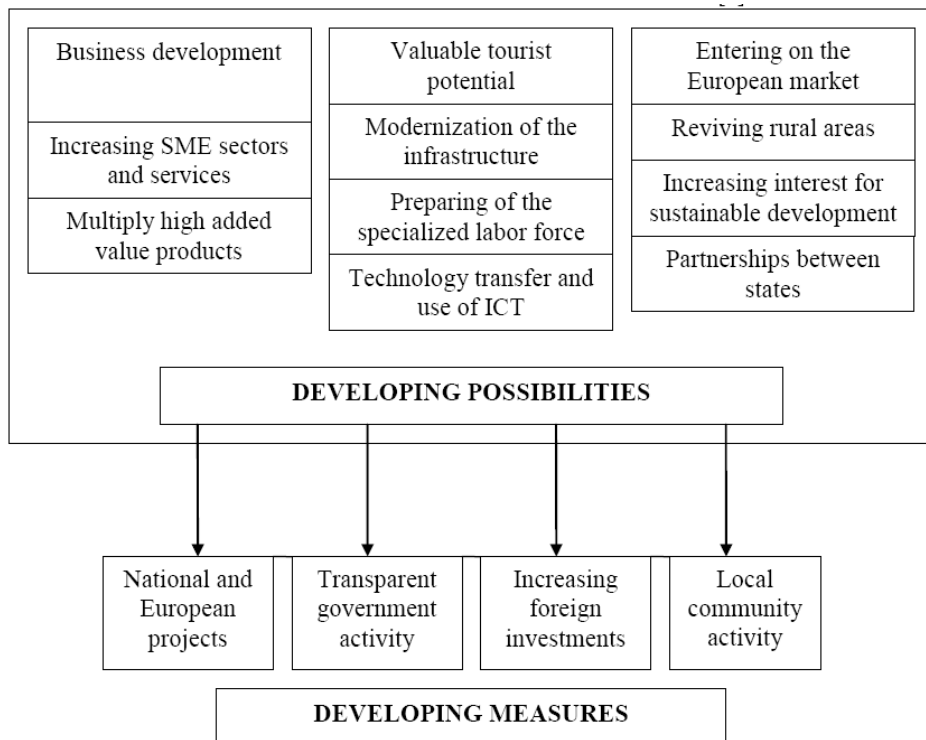 Business development
Increasing SME sectors
and services
Multiply high added
value products
Valuable tourist
potential
Modernization of the
infrastructure
Preparing of the
specialized labor force
Technology transfer and
use of ICT
Entering on the
European market
Reviving rural areas
Increasing interest for
sustainable development
Partnerships between
states
DEVELOPING POSSIBILITIES
National and
European
projects
Transparent
government
activity
Increasing
foreign
investments
Local
community
activity
DEVELOPING MEASURES